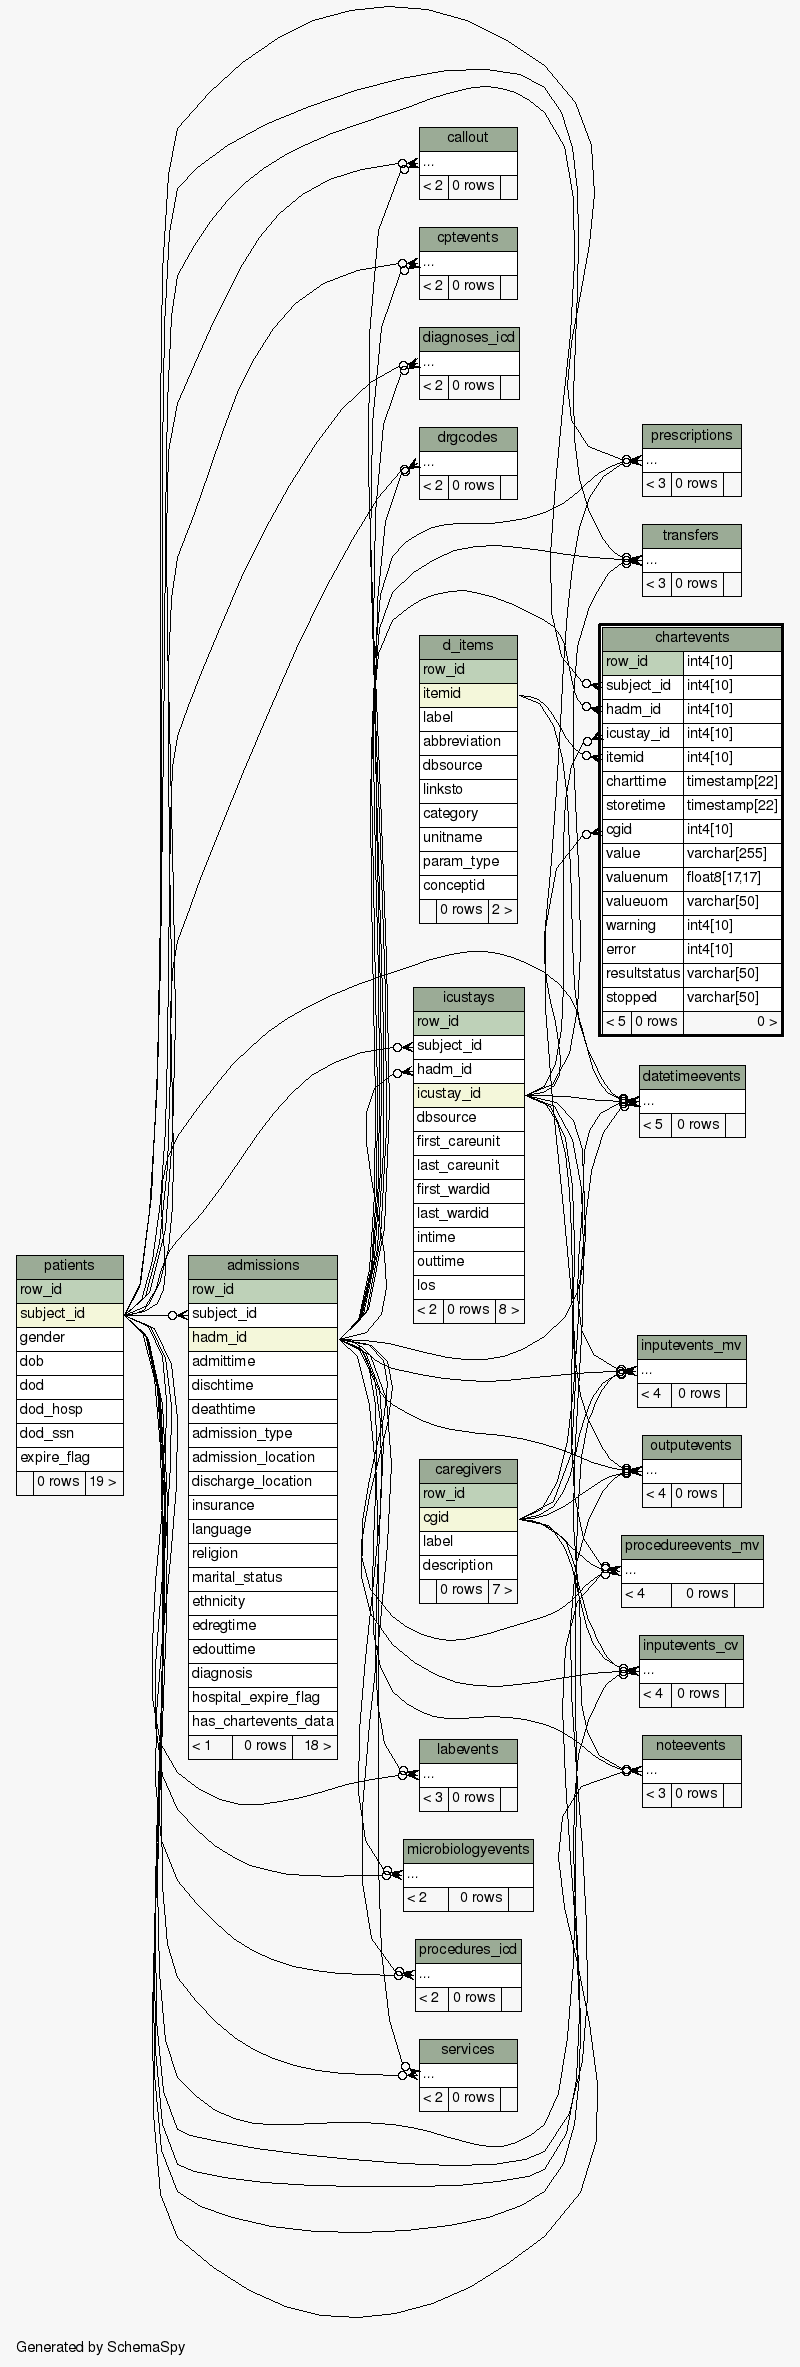 callout
...
< 2 0 rows
cptevents
...
< 2 0 rows
diagnoses_icd
...
< 2 0 rows
drgcodes
...
< 2 0 rows
prescriptions
...
< 3 0 rows
transfers
...
< 3 0 rows
d_items
row_id
itemid
label
abbreviation
dbsource
linksto
category
unitname
param_type
conceptid
0 rows 2 >
chartevents
row_id int4[10]
subject_id int4[10]
hadm_id int4[10]
icustay_id int4[10]
itemid int4[10]
charttime timestamp[22]
storetime timestamp[22]
cgid int4[10]
value varchar[255]
valuenum float8[17,17]
valueuom varchar[50]
warning int4[10]
error int4[10]
resultstatus varchar[50]
stopped varchar[50]
< 5 0 rows 0 >
icustays
row_id
subject_id
hadm_id
icustay_id
dbsource
first_careunit
last_careunit
first_wardid
last_wardid
intime
outtime
los
< 2 0 rows 8 >
datetimeevents
...
< 5 0 rows
patients
row_id
subject_id
gender
dob
dod
dod_hosp
dod_ssn
expire_flag
0 rows 19 >
admissions
row_id
subject_id
hadm_id
admittime
dischtime
deathtime
admission_type
admission_location
discharge_location
insurance
language
religion
marital_status
ethnicity
edregtime
edouttime
diagnosis
hospital_expire_flag
has_chartevents_data
< 1 0 rows 18 >
inputevents_mv
...
< 4 0 rows
outputevents
...
< 4 0 rows
caregivers
row_id
cgid
label
description
0 rows 7 >
procedureevents_mv
...
< 4 0 rows
inputevents_cv
...
< 4 0 rows
labevents
...
< 3 0 rows
noteevents
...
< 3 0 rows
microbiologyevents
...
< 2 0 rows
procedures_icd
...
< 2 0 rows
services
...
< 2 0 rows
Generated by SchemaSpy